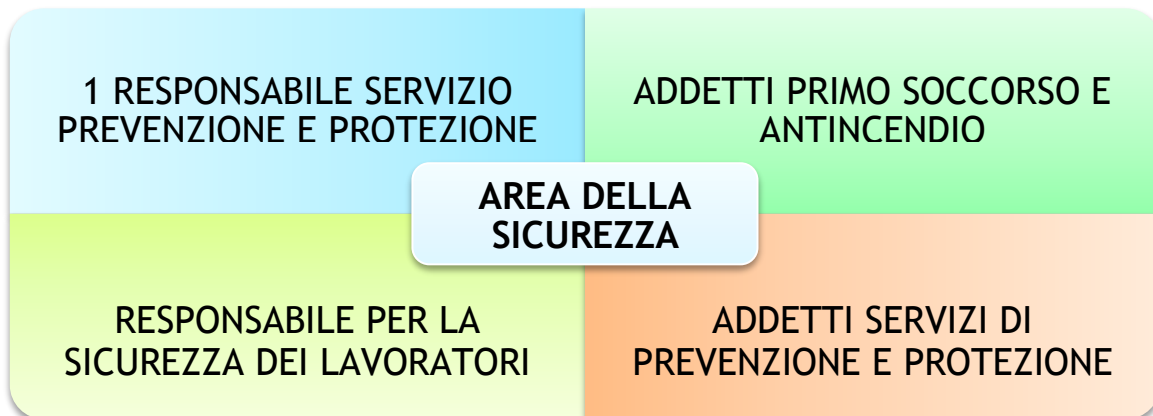 1 RESPONSABILE SERVIZIO
PREVENZIONE E PROTEZIONE
ADDETTI PRIMO SOCCORSO E
ANTINCENDIO
AREA DELLA
SICUREZZA
RESPONSABILE PER LA
SICUREZZA DEI LAVORATORI
ADDETTI SERVIZI DI
PREVENZIONE E PROTEZIONE